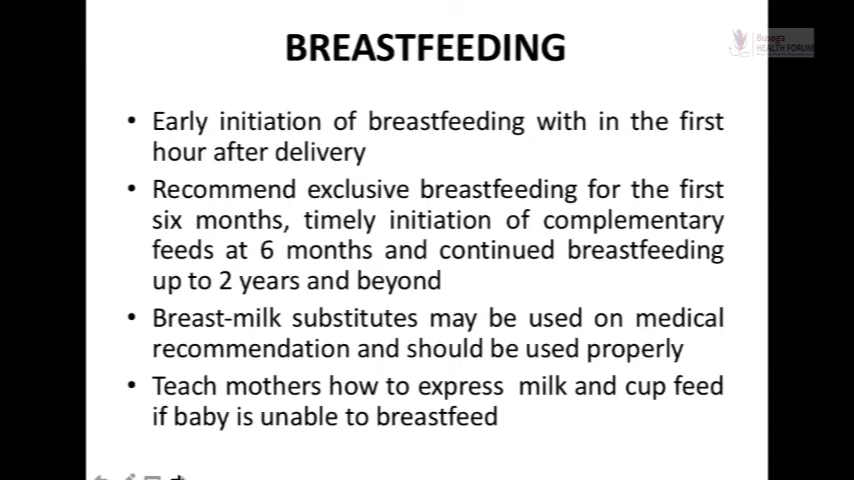 BREASTFEEDING
Busoga
HEALTH FORUM
• Early initiation of breastfeeding with in the first
hour after delivery
• Recommend exclusive breastfeeding for the first
six months, timely initiation of complementary
feeds at 6 months and continued breastfeeding
up to 2 years and beyond
• Breast-milk substitutes may be used on medical
recommendation and should be used properly
• Teach mothers how to express milk and cup feed
if baby is unable to breastfeed